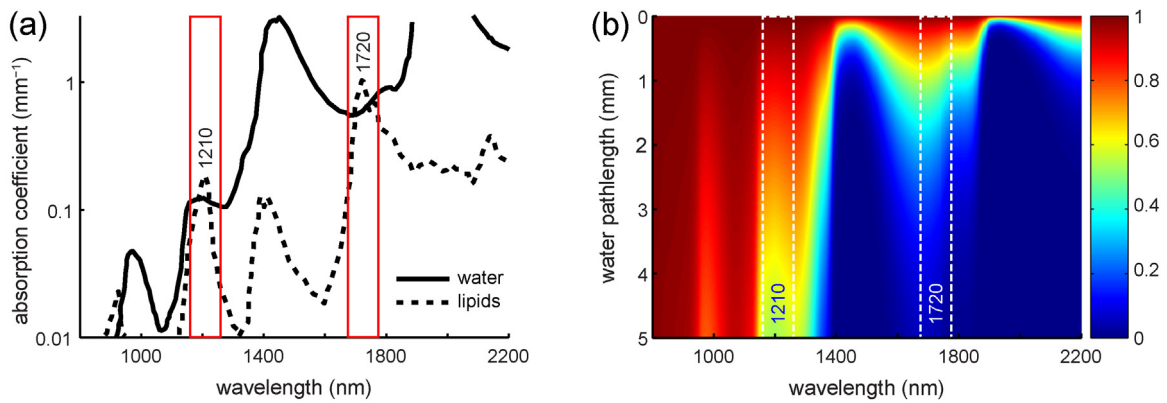 (a)
absorption coefficient (mm⁻¹)
1
0.1
0.01
1210
1720
water
lipids
1000 1400 1800 2200
wavelength (nm)
(b)
water pathlength (mm)
0
1
2
3
4
5
1210
1720
1000 1400 1800 2200
wavelength (nm)
1
0.8
0.6
0.4
0.2
0